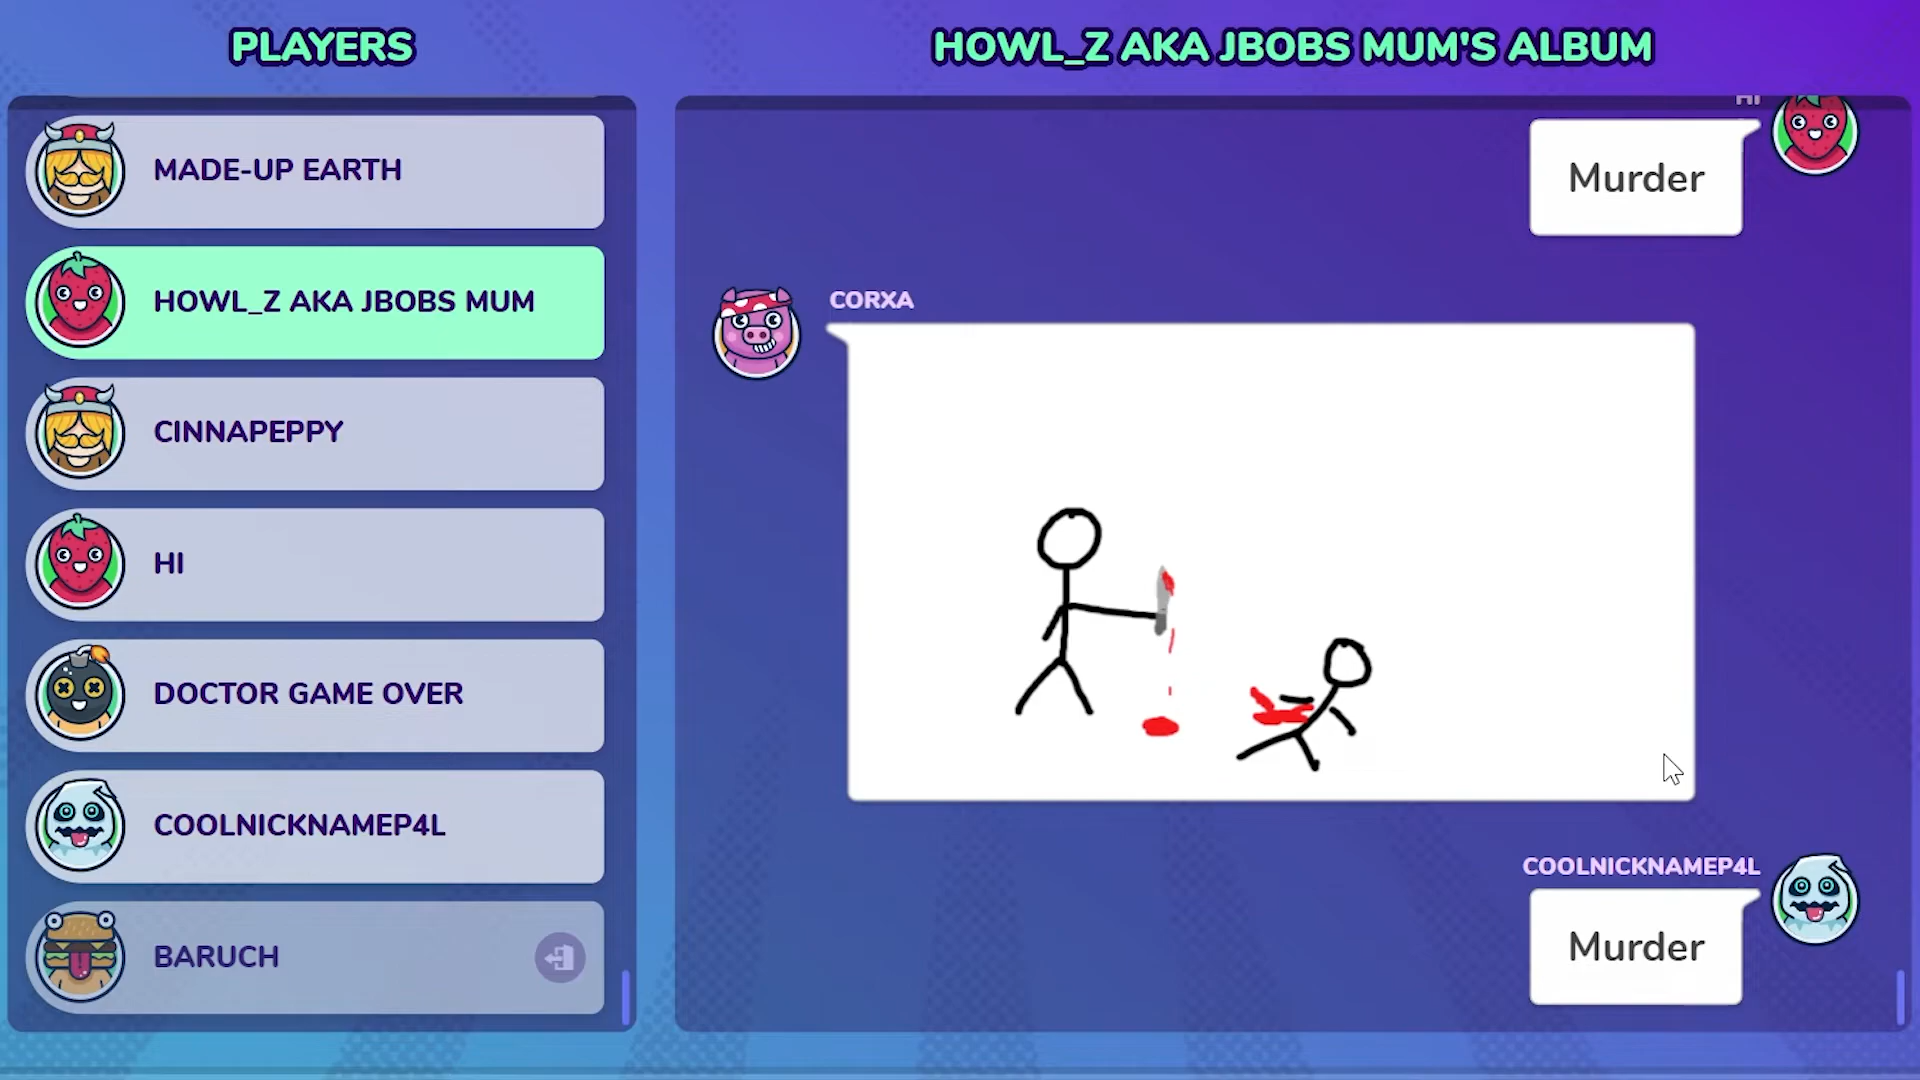 PLAYERS
MADE-UP EARTH
HOWL_Z AKA JBOBS MUM
CINNAPEPPY
HI
DOCTOR GAME OVER
COOLNICKNAMEP4L
BARUCH
HOWL_Z AKA JBOBS MUM'S ALBUM
HI
Murder
CORXA
COOLNICKNAMEP4L
Murder